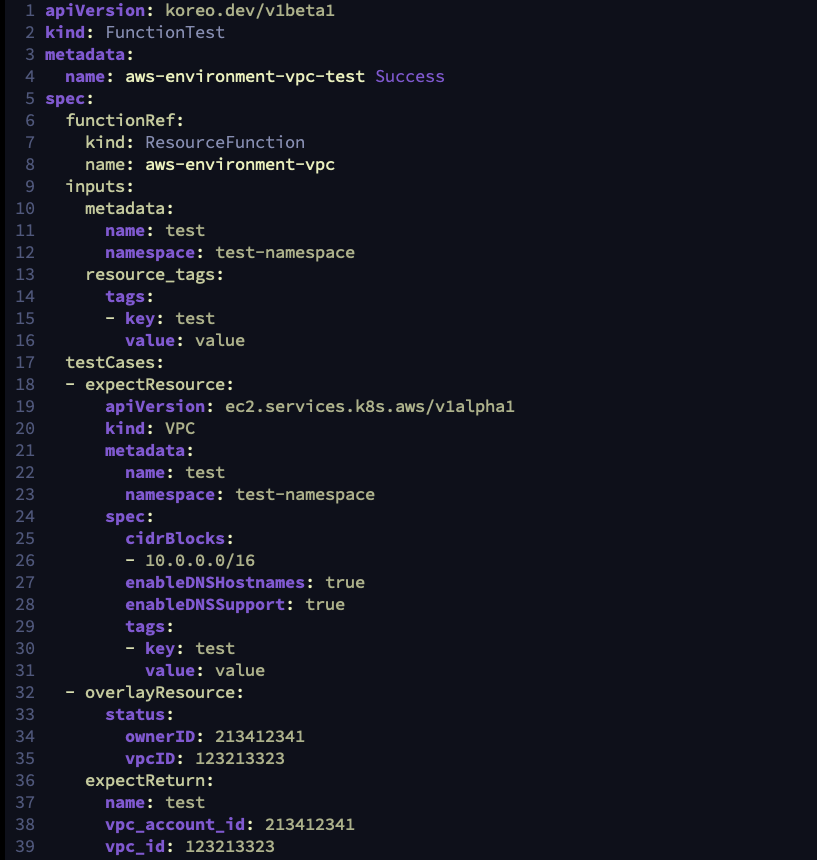 1 apiVersion: koreo.dev/v1beta1
2 kind: FunctionTest
3 metadata:
4   name: aws-environment-vpc-test Success
5 spec:
6   functionRef:
7     kind: ResourceFunction
8     name: aws-environment-vpc
9   inputs:
10     metadata:
11       name: test
12       namespace: test-namespace
13     resource_tags:
14       tags:
15       - key: test
16         value: value
17   testCases:
18   - expectResource:
19       apiVersion: ec2.services.k8s.aws/v1alpha1
20       kind: VPC
21       metadata:
22         name: test
23         namespace: test-namespace
24       spec:
25         cidrBlocks:
26         - 10.0.0.0/16
27         enableDNSHostnames: true
28         enableDNSSupport: true
29         tags:
30         - key: test
31           value: value
32   - overlayResource:
33       status:
34         ownerID: 213412341
35         vpcID: 123213323
36     expectReturn:
37       name: test
38       vpc_account_id: 213412341
39       vpc_id: 123213323